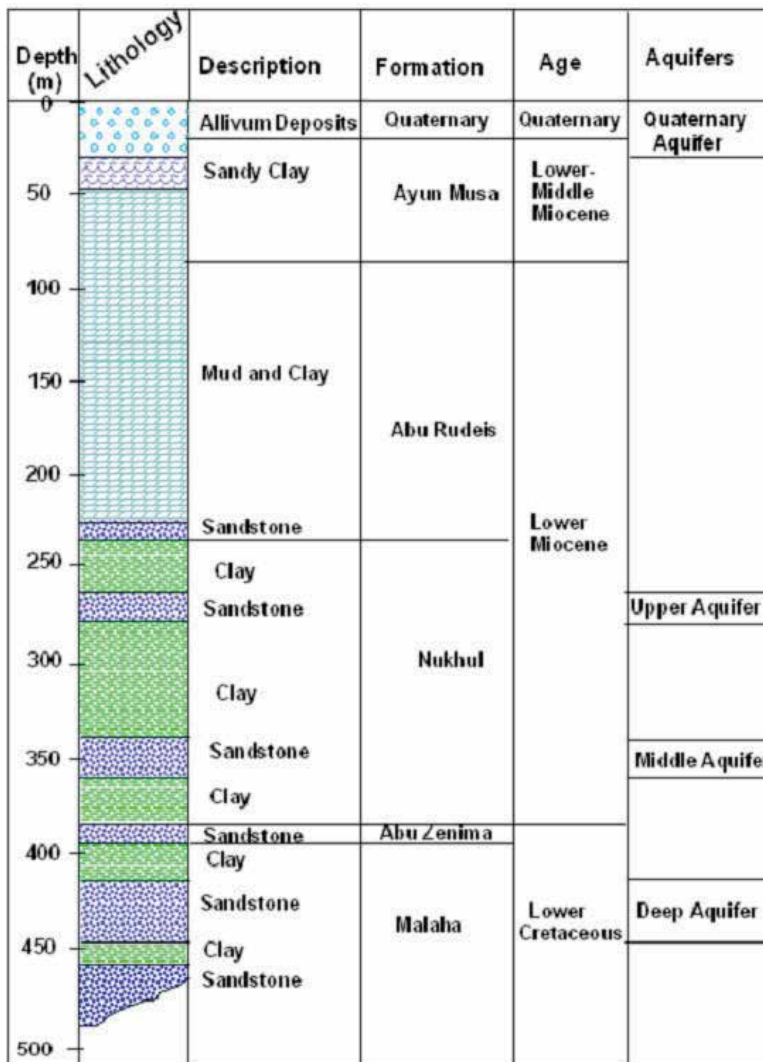 Depth
(m)
Lithology
Description
Formation
Age
Aquifers
0
50
100
150
200
250
300
350
400
450
500
Allivum Deposits
Sandy Clay
Mud and Clay
Sandstone
Clay
Sandstone
Clay
Sandstone
Clay
Sandstone
Clay
Sandstone
Clay
Sandstone
Quaternary
Ayun Musa
Abu Rudeis
Nukhul
Abu Zenima
Malaha
Quaternary
Lower-
Middle
Miocene
Lower
Miocene
Lower
Cretaceous
Quaternary
Aquifer
Upper Aquifer
Middle Aquife
Deep Aquifer